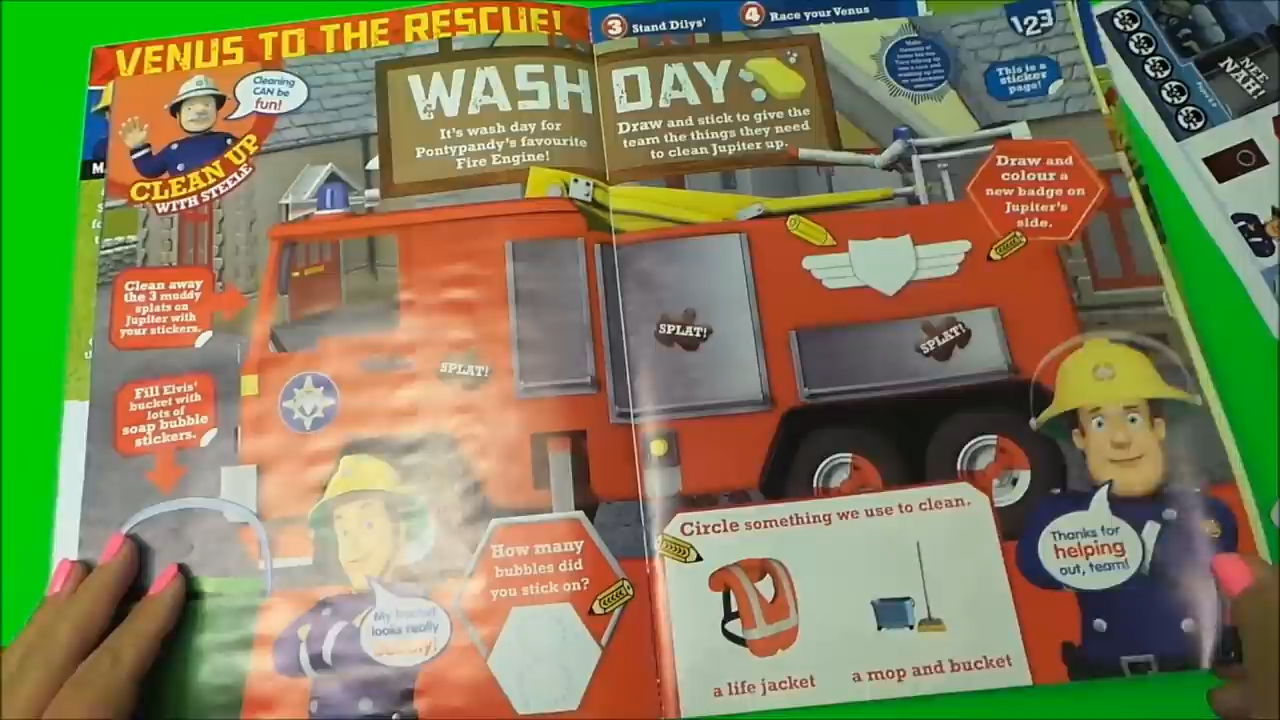 VENUS TO THE RESCUE!
3 Stand Dilys'
4 Race your Venus
123
This is a
sticker
page!
NEE
NAH!
Cleaning
CAN be
fun!
CLEAN UP
WITH STEELE
WASH DAY
It's wash day for
Pontypandy's favourite
Fire Engine!
Draw and stick to give the
team the things they need
to clean Jupiter up.
Draw and
colour a
new badge on
Jupiter's
side.
Clean away
the 3 muddy
splats on
Jupiter with
your stickers.
SPLAT!
SPLAT!
SPLAT!
Fill Elvis'
bucket with
lots of
soap bubble
stickers.
How many
bubbles did
you stick on?
My bucket
looks really
Circle something we use to clean.
a life jacket
a mop and bucket
Thanks for
helping
out, team!